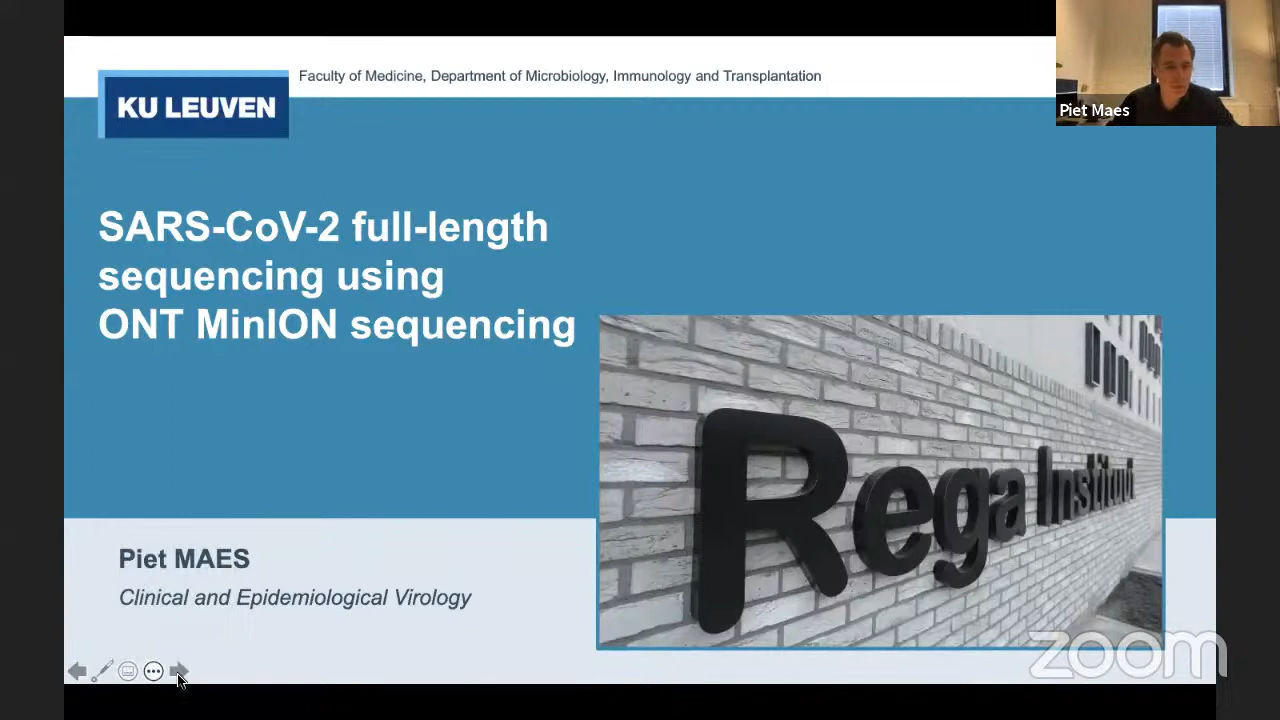 Faculty of Medicine, Department of Microbiology, Immunology and Transplantation
KU LEUVEN
Piet Maes
SARS-CoV-2 full-length
sequencing using
ONT MinION sequencing
Rega Instituut
Piet MAES
Clinical and Epidemiological Virology
zoom